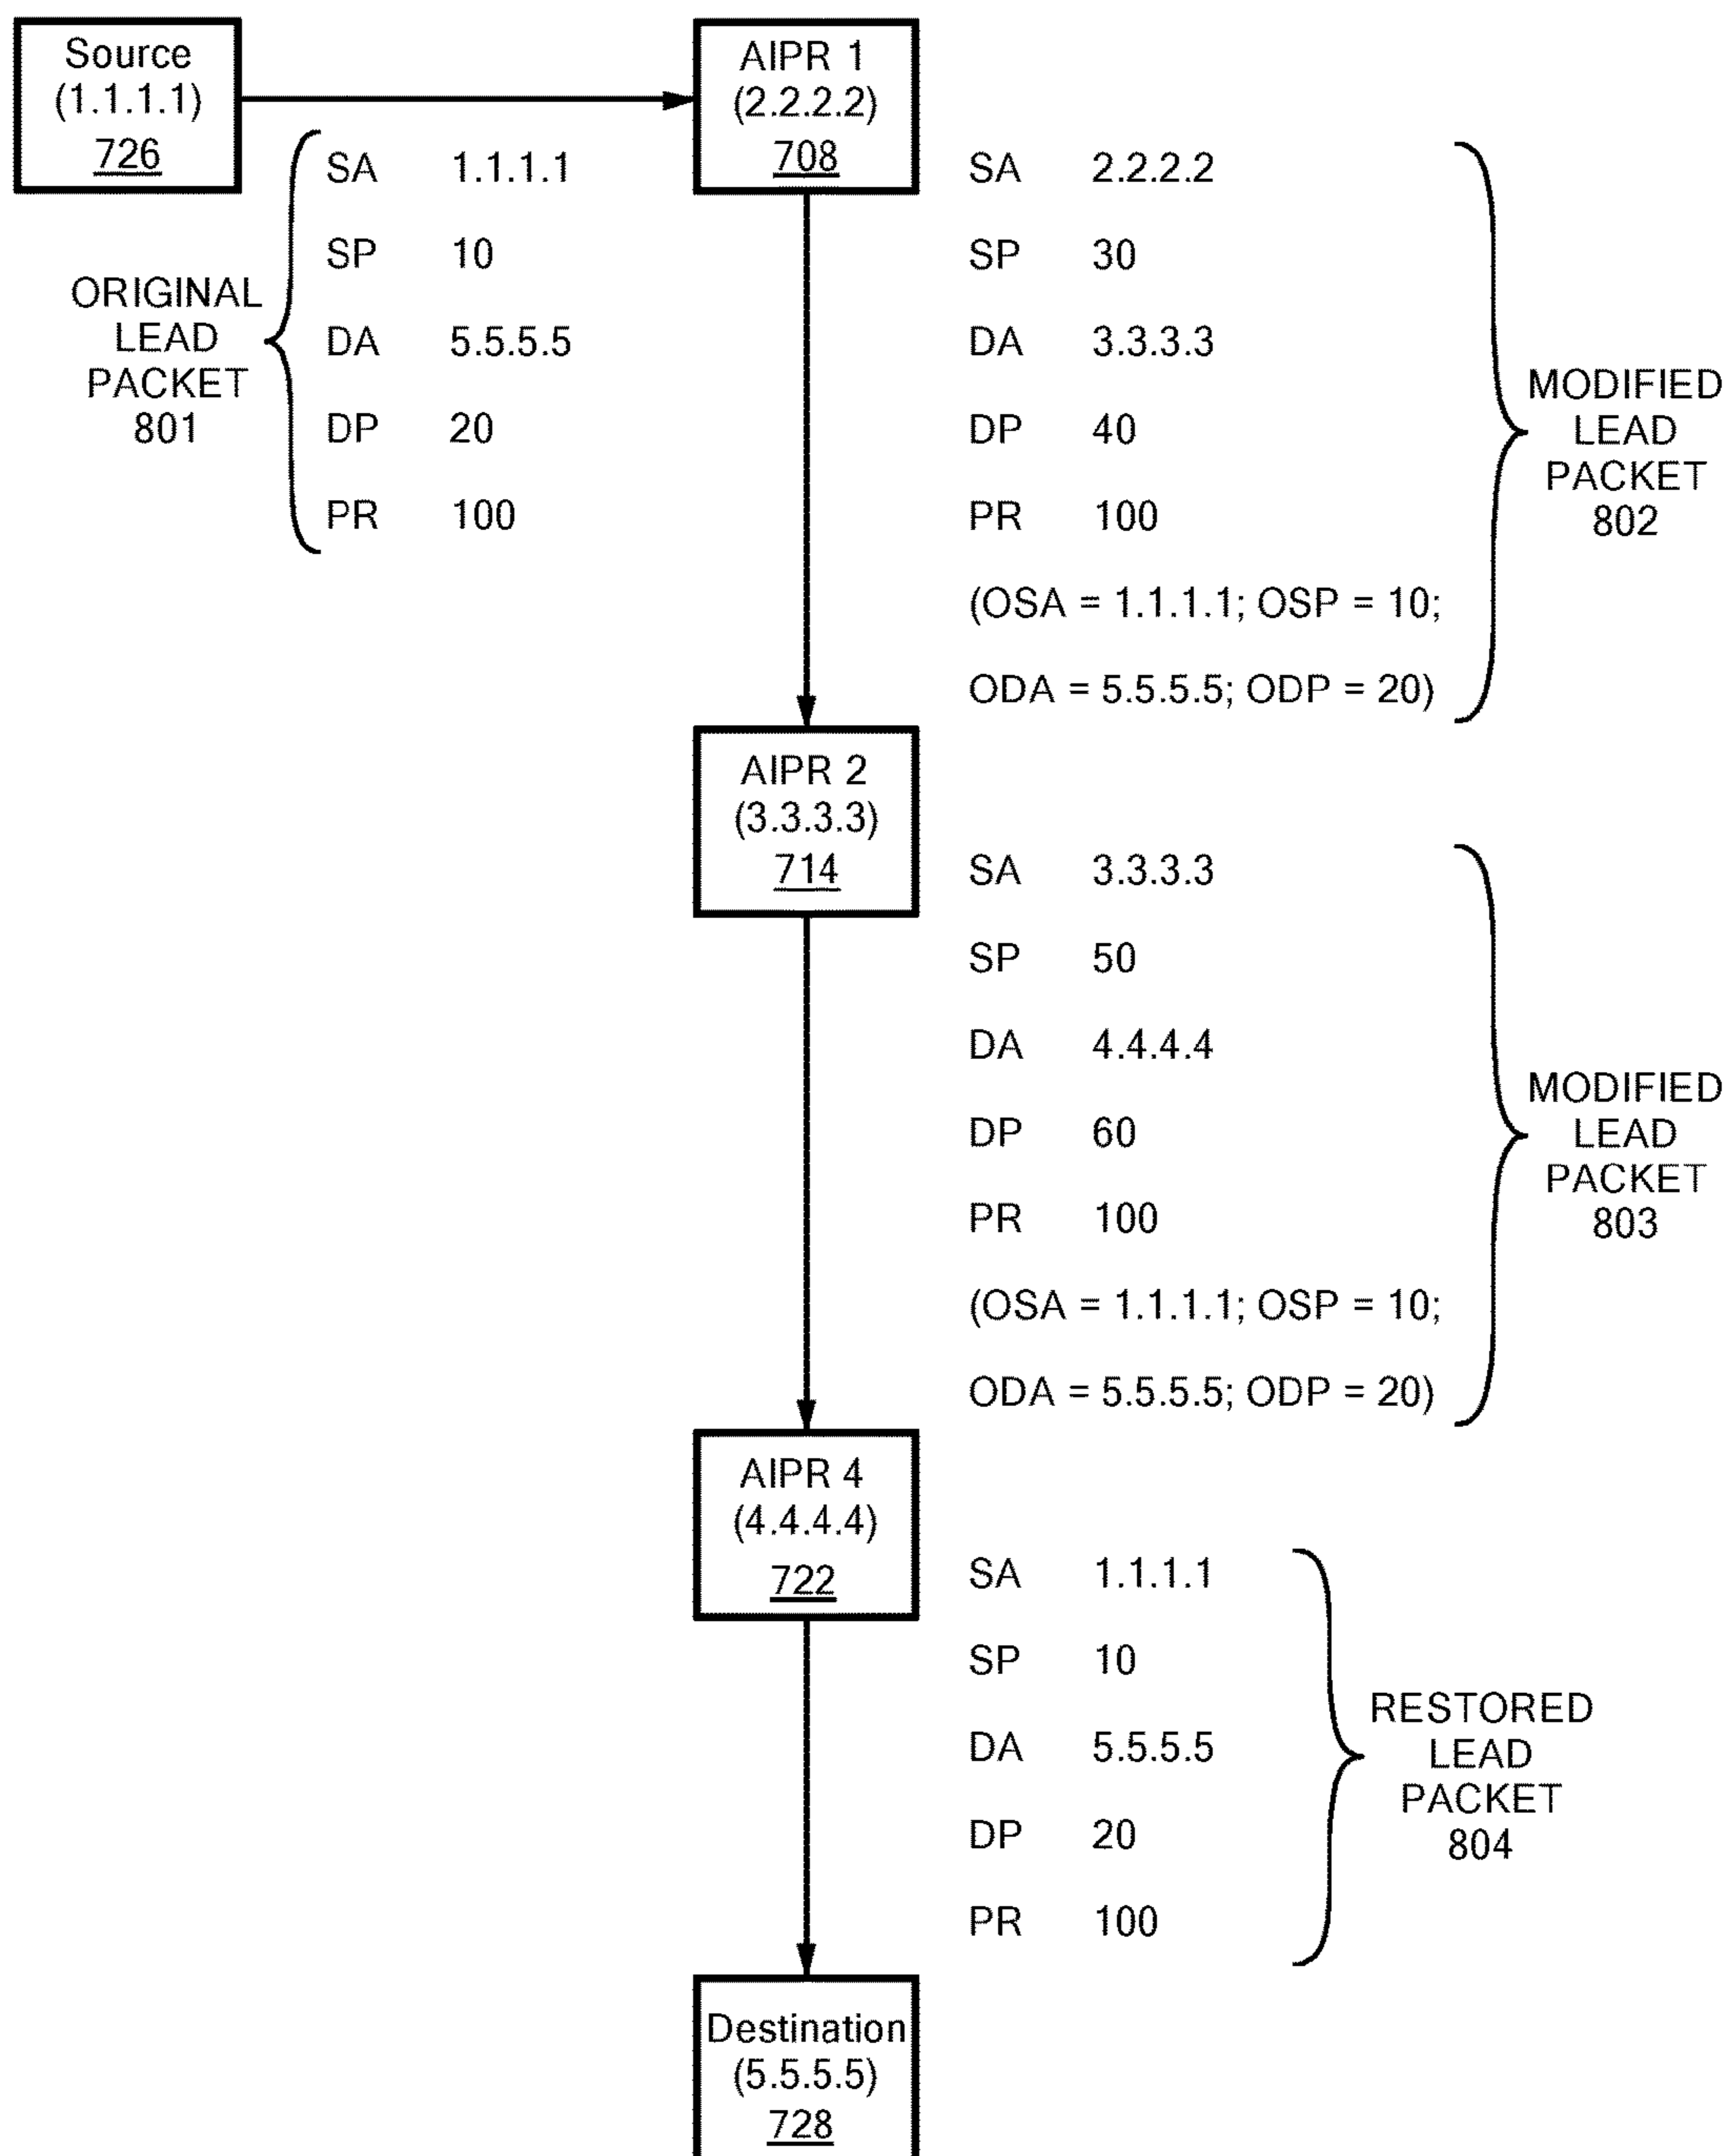 Source
(1.1.1.1)
726
AIPR 1
(2.2.2.2)
708
ORIGINAL
LEAD
PACKET
801
SA 1.1.1.1
SP 10
DA 5.5.5.5
DP 20
PR 100
SA 2.2.2.2
SP 30
DA 3.3.3.3
DP 40
PR 100
(OSA = 1.1.1.1; OSP = 10;
ODA = 5.5.5.5; ODP = 20)
MODIFIED
LEAD
PACKET
802
AIPR 2
(3.3.3.3)
714
SA 3.3.3.3
SP 50
DA 4.4.4.4
DP 60
PR 100
(OSA = 1.1.1.1; OSP = 10;
ODA = 5.5.5.5; ODP = 20)
MODIFIED
LEAD
PACKET
803
AIPR 4
(4.4.4.4)
722
SA 1.1.1.1
SP 10
DA 5.5.5.5
DP 20
PR 100
RESTORED
LEAD
PACKET
804
Destination
(5.5.5.5)
728